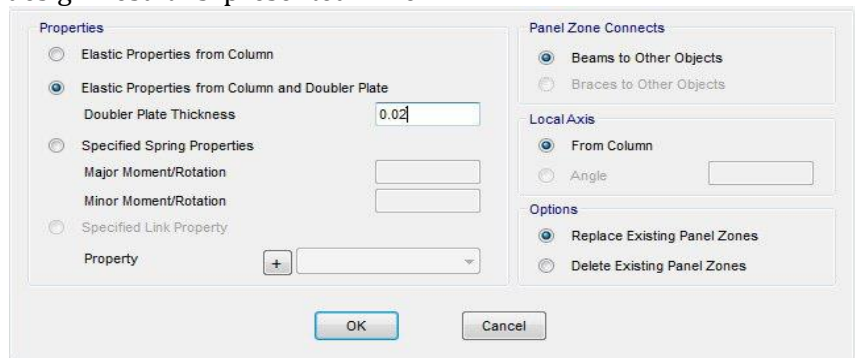 Properties
Elastic Properties from Column
Elastic Properties from Column and Doubler Plate
Doubler Plate Thickness 0.02
Specified Spring Properties
Major Moment/Rotation
Minor Moment/Rotation
Specified Link Property
Property +
Panel Zone Connects
Beams to Other Objects
Braces to Other Objects
Local Axis
From Column
Angle
Options
Replace Existing Panel Zones
Delete Existing Panel Zones
OK Cancel